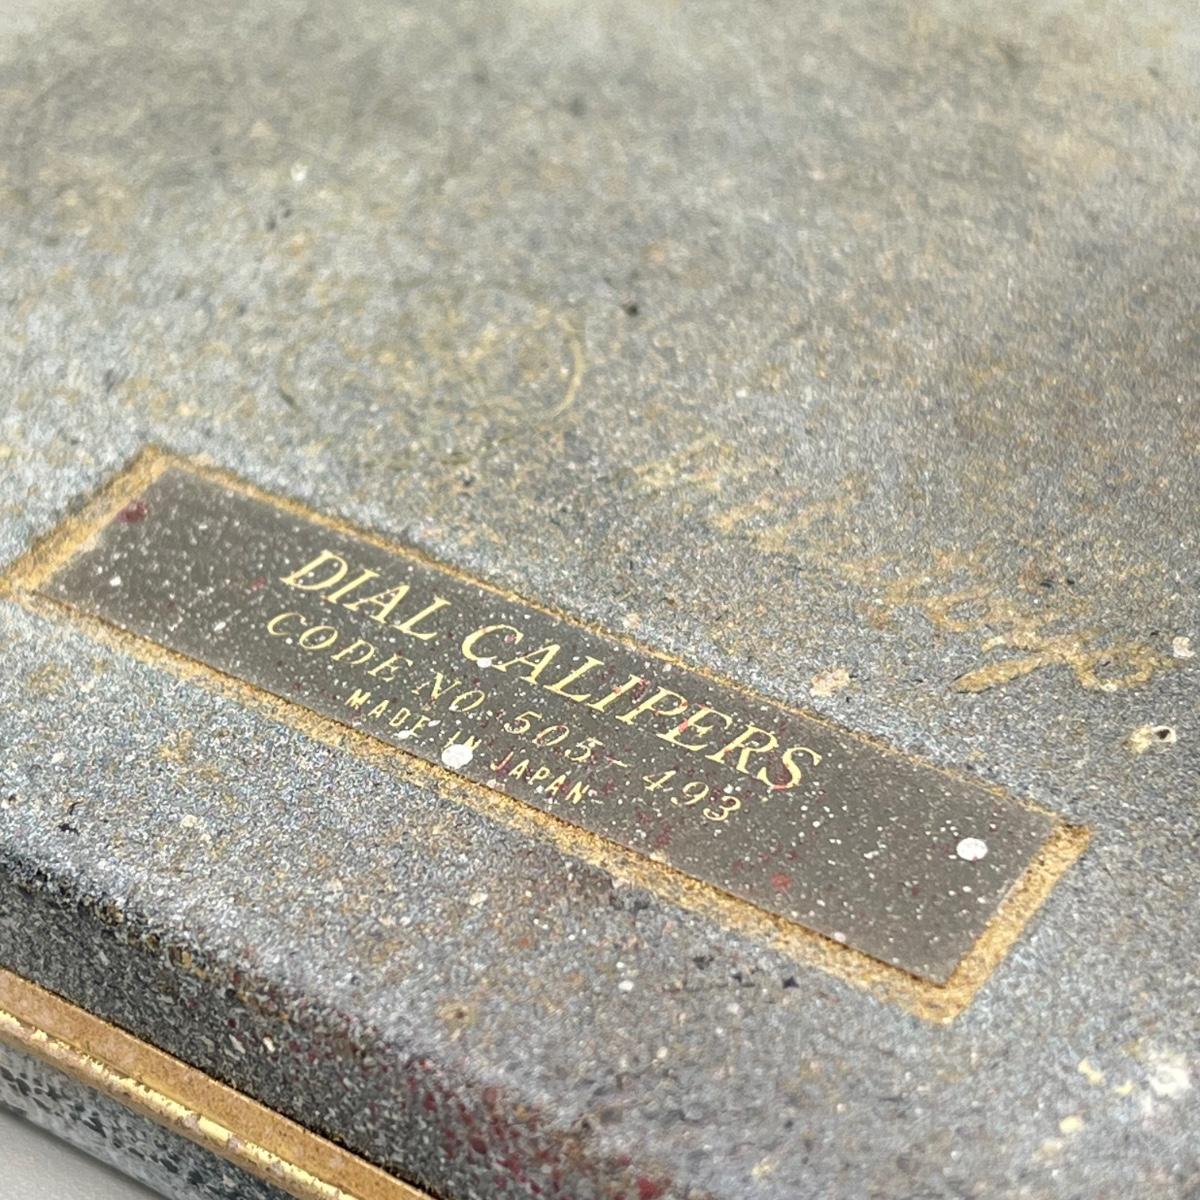 DIAL CALIPERS
CODE NO 505-493
MADE IN JAPAN